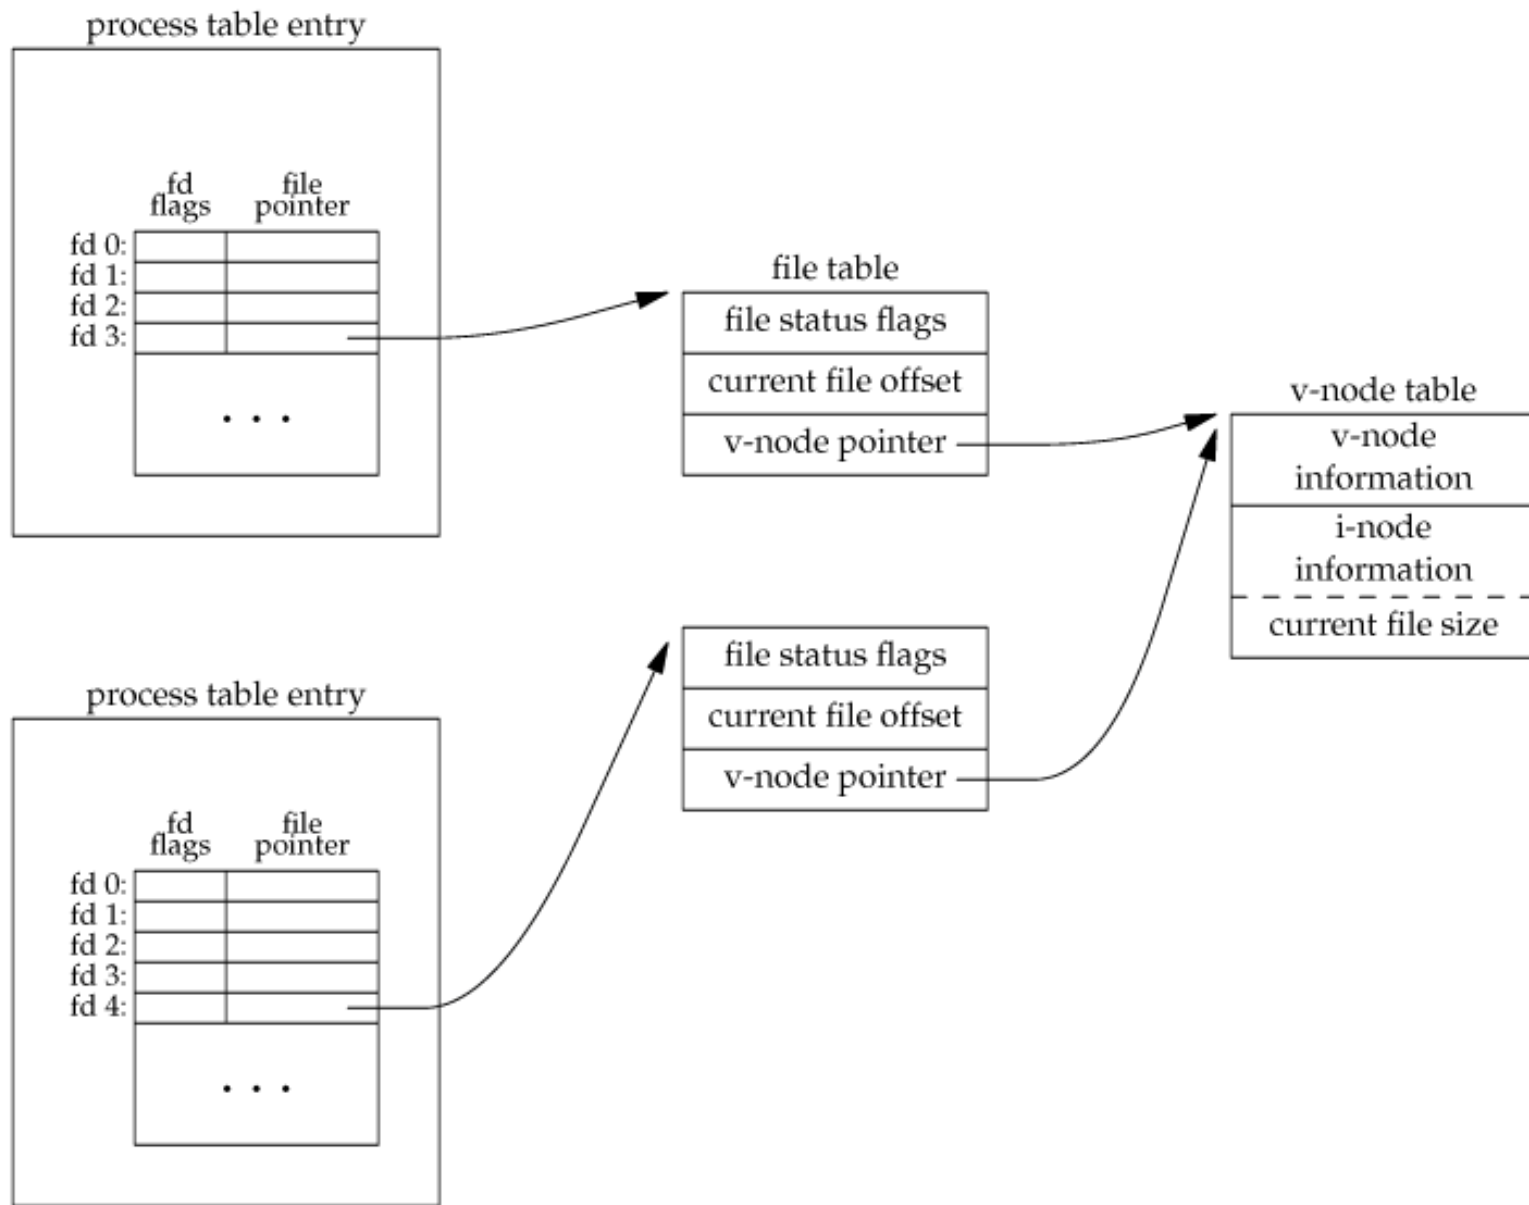 process table entry
fd
flags
file
pointer
fd 0:
fd 1:
fd 2:
fd 3:
. . .
file table
file status flags
current file offset
v-node pointer
v-node table
v-node
information
i-node
information
current file size
file status flags
current file offset
v-node pointer
process table entry
fd
flags
file
pointer
fd 0:
fd 1:
fd 2:
fd 3:
fd 4:
. . .